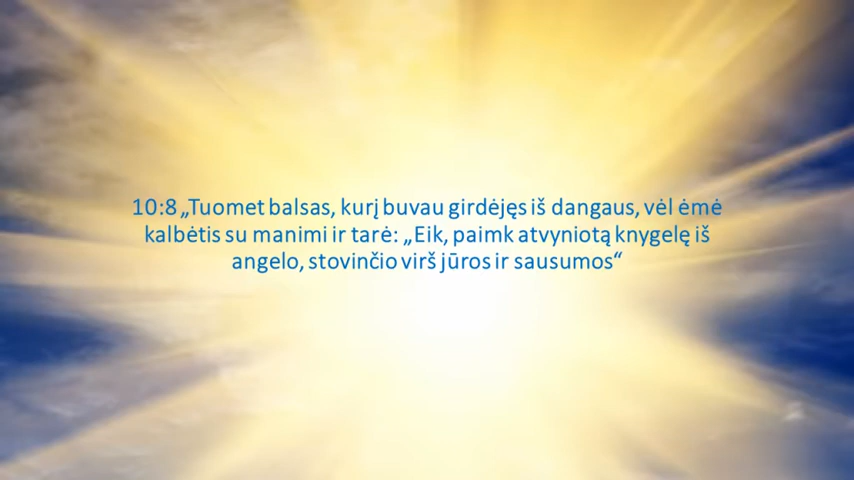 10:8 „Tuomet balsas, kurį buvau girdėjęs iš dangaus, vėl ėmė
kalbėtis su manimi ir tarė: „Eik, paimk atvyniotą knygelę iš
angelo, stovinčio virš jūros ir sausumos“